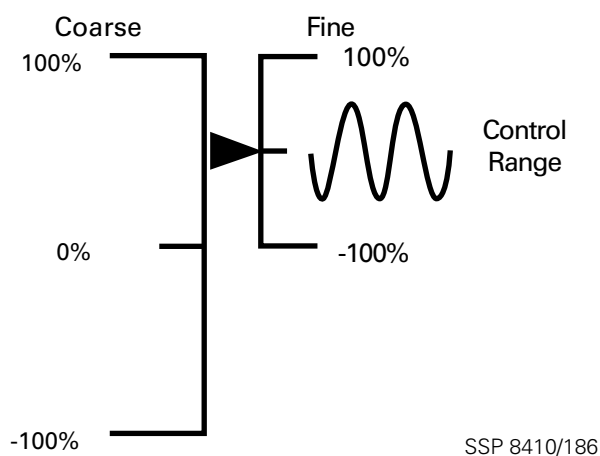 Coarse
Fine
100%
100%
Control
Range
0%
-100%
-100%
SSP 8410/186